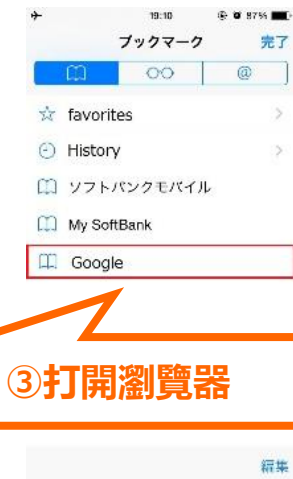 19:10
87%
ブックマーク
完了
favorites
History
ソフトバンクモバイル
My SoftBank
Google
③打開瀏覽器
編集